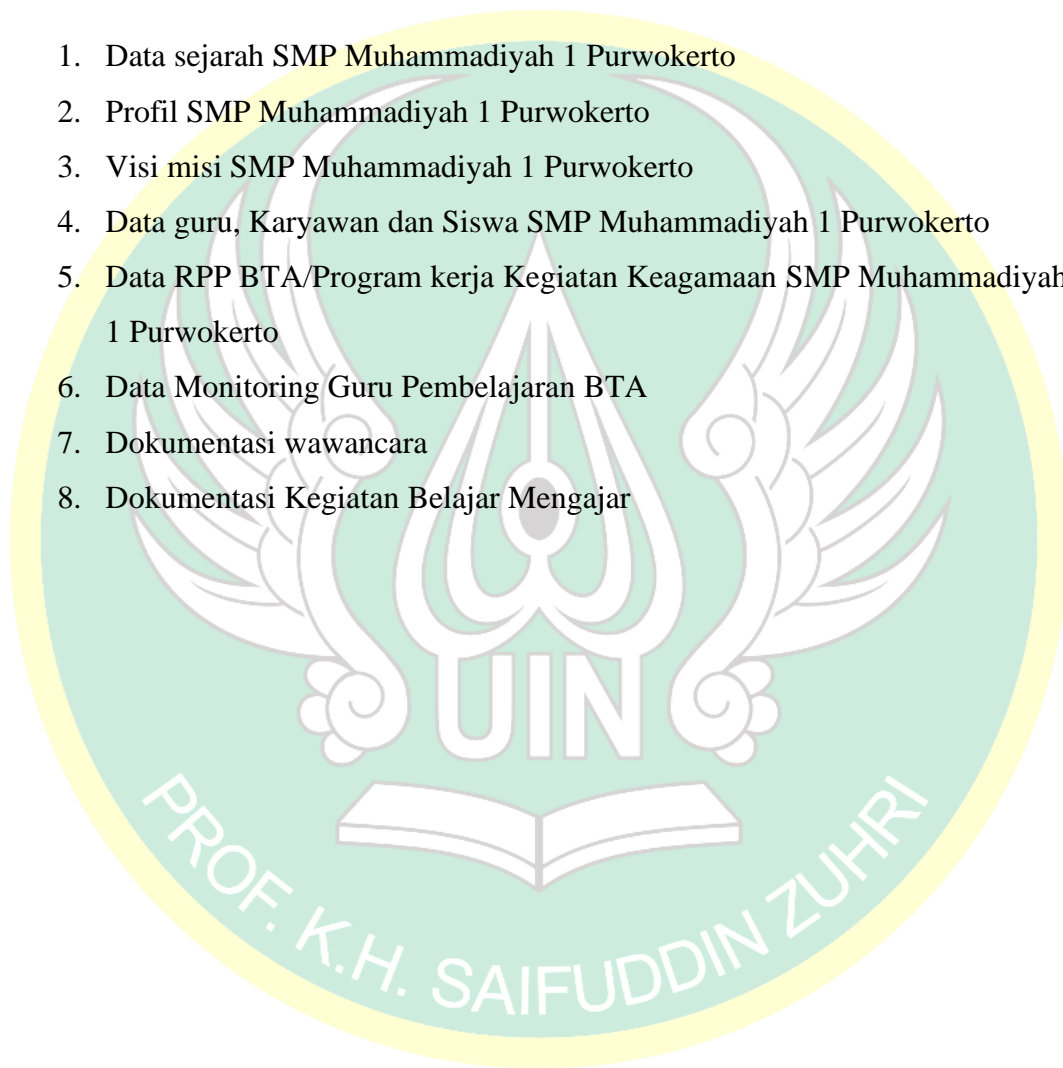 1. Data sejarah SMP Muhammadiyah 1 Purwokerto
2. Profil SMP Muhammadiyah 1 Purwokerto
3. Visi misi SMP Muhammadiyah 1 Purwokerto
4. Data guru, Karyawan dan Siswa SMP Muhammadiyah 1 Purwokerto
5. Data RPP BTA/Program kerja Kegiatan Keagamaan SMP Muhammadiyah
1 Purwokerto
6. Data Monitoring Guru Pembelajaran BTA
7. Dokumentasi wawancara
8. Dokumentasi Kegiatan Belajar Mengajar
UIN
PROF. K.H. SAIFUDDIN ZUHRI